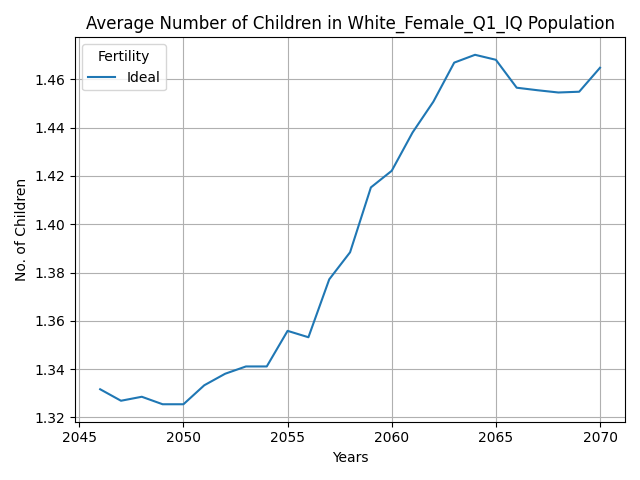 Average Number of Children in White_Female_Q1_IQ Population
Fertility
Ideal
No. of Children
1.46
1.44
1.42
1.40
1.38
1.36
1.34
1.32
2045 2050 2055 2060 2065 2070
Years